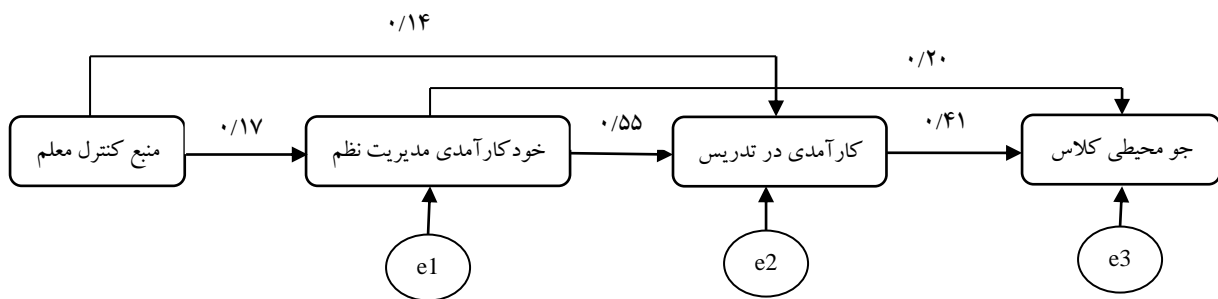 ۰/۱۴
۰/۲۰
۰/۱۷
۰/۵۵
۰/۴۱
منبع کنترل معلم
خودکارآمدی مدیریت نظم
کارآمدی در تدریس
جو محیطی کلاس
e1
e2
e3